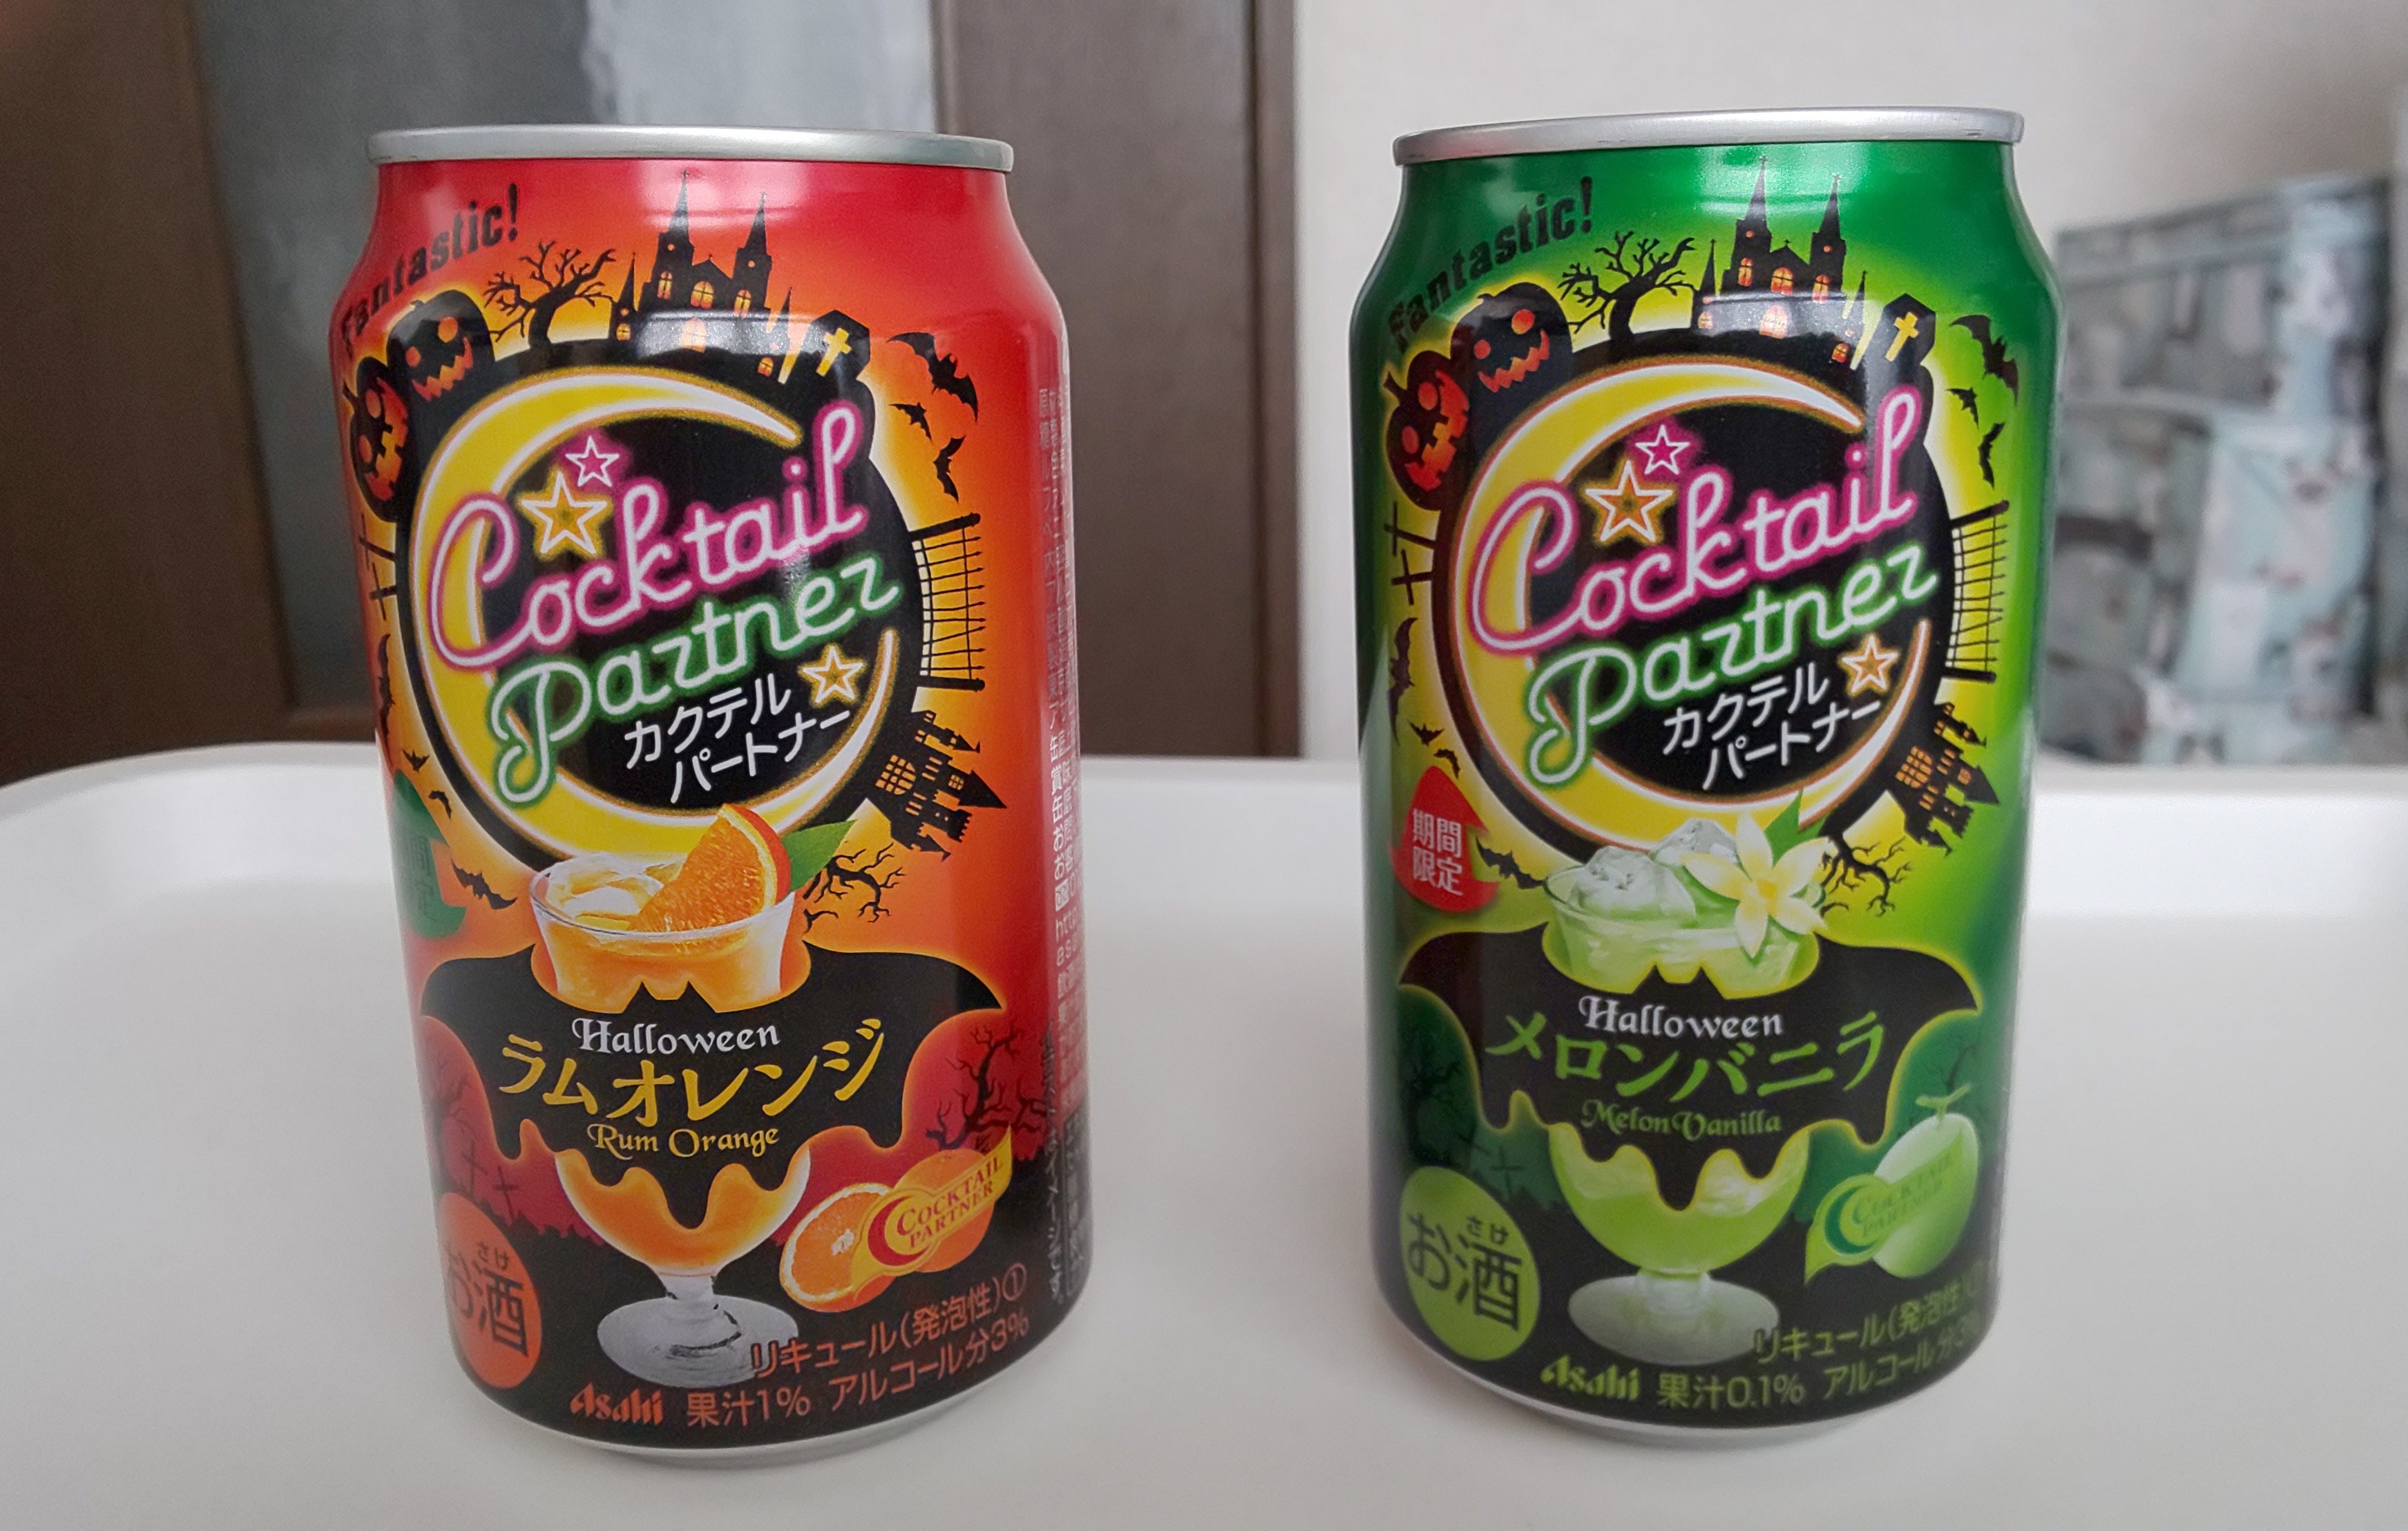 Fantastic!
Cocktail
Partner
カクテル
パートナー
Halloween
ラムオレンジ
Rum Orange
COCKTAIL
PARTNER
さけ
お酒
リキュール(発泡性)①
Asahi 果汁1% アルコール分3%
Fantastic!
Cocktail
Partner
カクテル
パートナー
期間
限定
Halloween
メロンバニラ
Melon Vanilla
COCKTAIL
PARTNER
さけ
お酒
リキュール(発泡性)
Asahi 果汁0.1% アルコール分